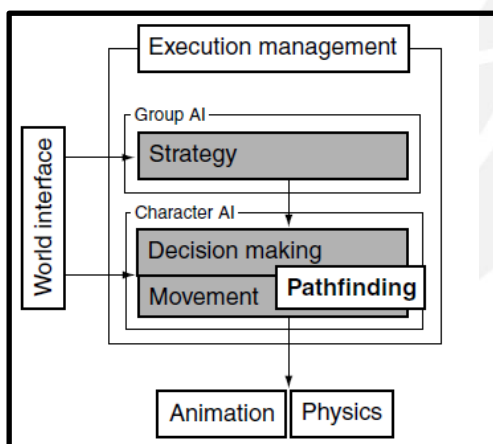 Execution management
Group AI
Strategy
World interface
Character AI
Decision making
Movement
Pathfinding
Animation
Physics